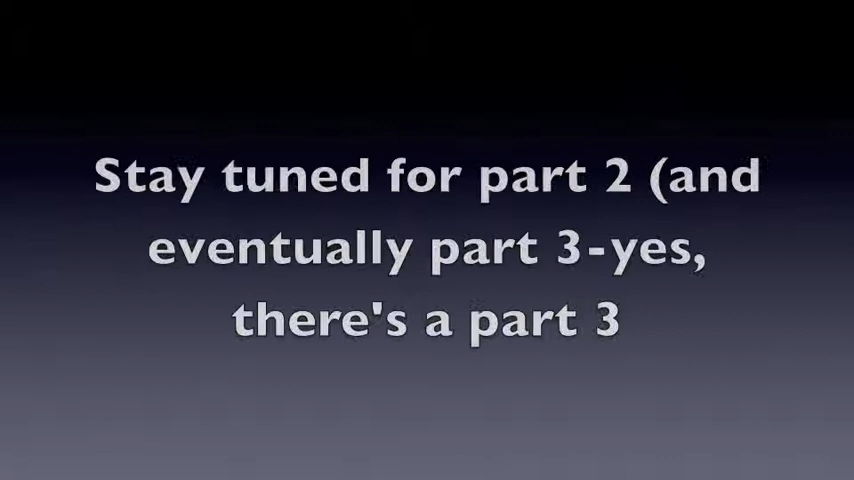 Stay tuned for part 2 (and
eventually part 3-yes,
there's a part 3